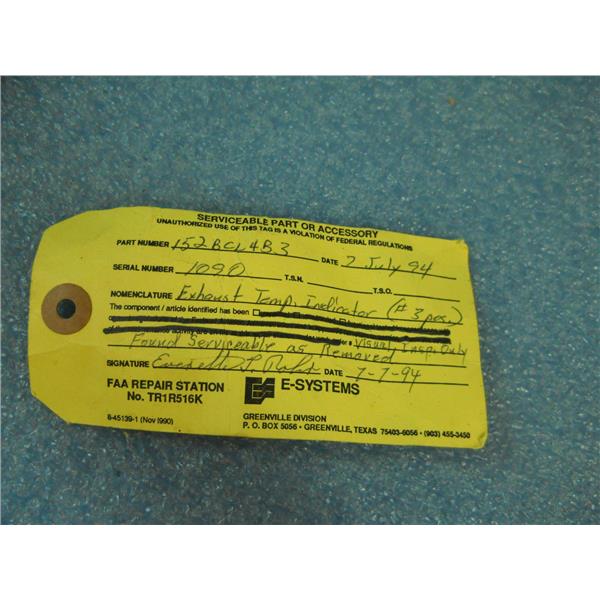 SERVICEABLE PART OR ACCESSORY
UNAUTHORIZED USE OF THIS TAG IS A VIOLATION OF FEDERAL REGULATIONS
PART NUMBER 152BCL4B3 DATE 7 July 94
SERIAL NUMBER 1090 T.S.N. T.S.O.
NOMENCLATURE Exhaust Temp. Indicator (#3 pos.)
The component / article identified has been
Visual Insp. Only
Found Serviceable as Removed
SIGNATURE DATE 7-7-94
FAA REPAIR STATION
No. TR1R516K
E-SYSTEMS
8-45139-1 (Nov 1990)
GREENVILLE DIVISION
P. O. BOX 5056 • GREENVILLE, TEXAS 75403-6056 • (903) 455-3450